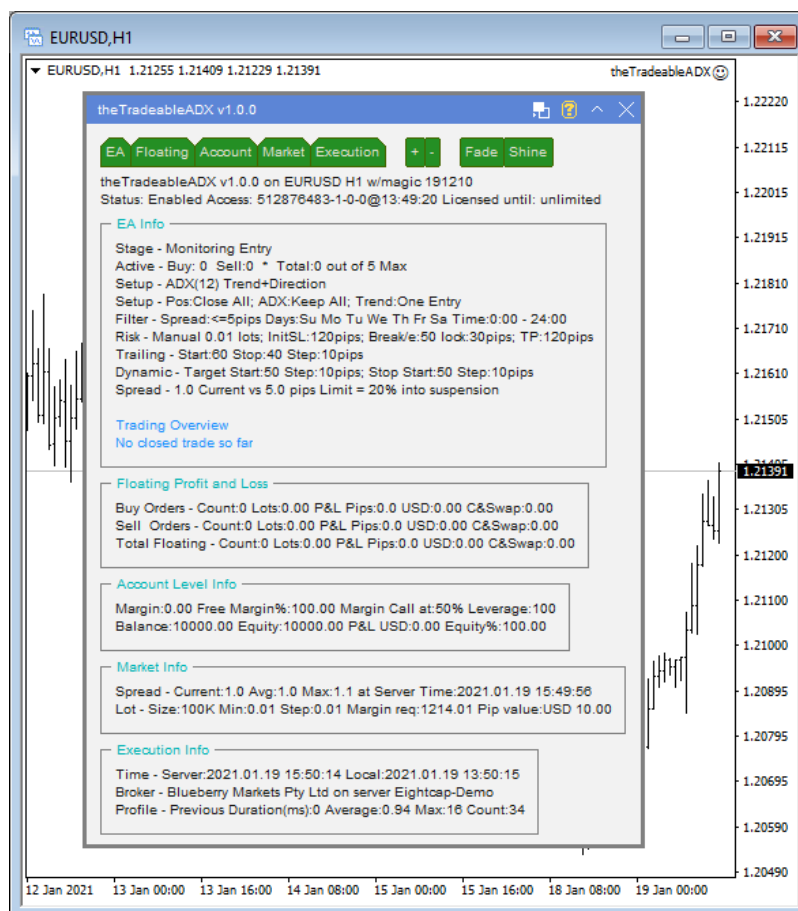 EURUSD,H1
EURUSD,H1 1.21255 1.21409 1.21229 1.21391
theTradeableADX
theTradeableADX v1.0.0
EA Floating Account Market Execution + - Fade Shine
theTradeableADX v1.0.0 on EURUSD H1 w/magic 191210
Status: Enabled Access: 512876483-1-0-0@13:49:20 Licensed until: unlimited
EA Info
Stage - Monitoring Entry
Active - Buy: 0 Sell:0 * Total:0 out of 5 Max
Setup - ADX(12) Trend+Direction
Setup - Pos:Close All; ADX:Keep All; Trend:One Entry
Filter - Spread:<=5pips Days:Su Mo Tu We Th Fr Sa Time:0:00 - 24:00
Risk - Manual 0.01 lots; InitSL:120pips; Break/e:50 lock:30pips; TP:120pips
Trailing - Start:60 Stop:40 Step:10pips
Dynamic - Target Start:50 Step:10pips; Stop Start:50 Step:10pips
Spread - 1.0 Current vs 5.0 pips Limit = 20% into suspension
Trading Overview
No closed trade so far
Floating Profit and Loss
Buy Orders - Count:0 Lots:0.00 P&L Pips:0.0 USD:0.00 C&Swap:0.00
Sell Orders - Count:0 Lots:0.00 P&L Pips:0.0 USD:0.00 C&Swap:0.00
Total Floating - Count:0 Lots:0.00 P&L Pips:0.0 USD:0.00 C&Swap:0.00
Account Level Info
Margin:0.00 Free Margin%:100.00 Margin Call at:50% Leverage:100
Balance:10000.00 Equity:10000.00 P&L USD:0.00 Equity%:100.00
Market Info
Spread - Current:1.0 Avg:1.0 Max:1.1 at Server Time:2021.01.19 15:49:56
Lot - Size:100K Min:0.01 Step:0.01 Margin req:1214.01 Pip value:USD 10.00
Execution Info
Time - Server:2021.01.19 15:50:14 Local:2021.01.19 13:50:15
Broker - Blueberry Markets Pty Ltd on server Eightcap-Demo
Profile - Previous Duration(ms):0 Average:0.94 Max:16 Count:34
1.22220
1.22115
1.22015
1.21915
1.21810
1.21710
1.21610
1.21505
1.21391
1.21305
1.21200
1.21100
1.21000
1.20895
1.20795
1.20695
1.20590
1.20490
12 Jan 2021 13 Jan 00:00 13 Jan 16:00 14 Jan 08:00 15 Jan 00:00 15 Jan 16:00 18 Jan 08:00 19 Jan 00:00